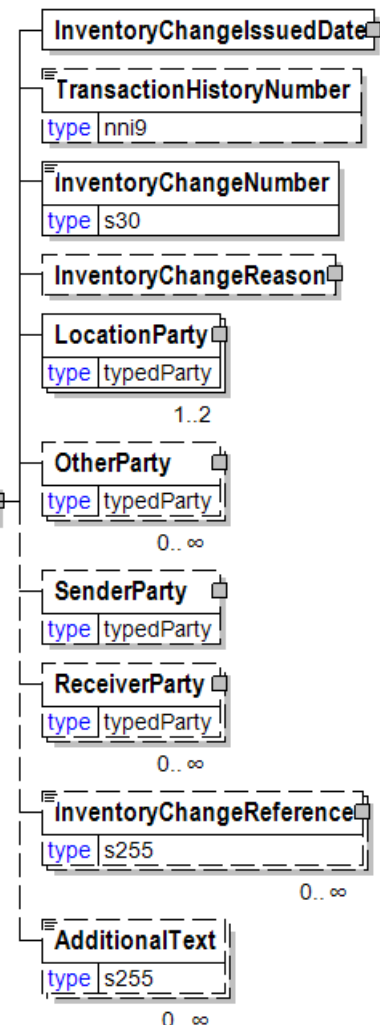 InventoryChangeIssuedDate
TransactionHistoryNumber
type nni9
InventoryChangeNumber
type s30
InventoryChangeReason
LocationParty
type typedParty
1..2
OtherParty
type typedParty
0.. ∞
SenderParty
type typedParty
ReceiverParty
type typedParty
0.. ∞
InventoryChangeReference
type s255
0.. ∞
AdditionalText
type s255
0.. ∞